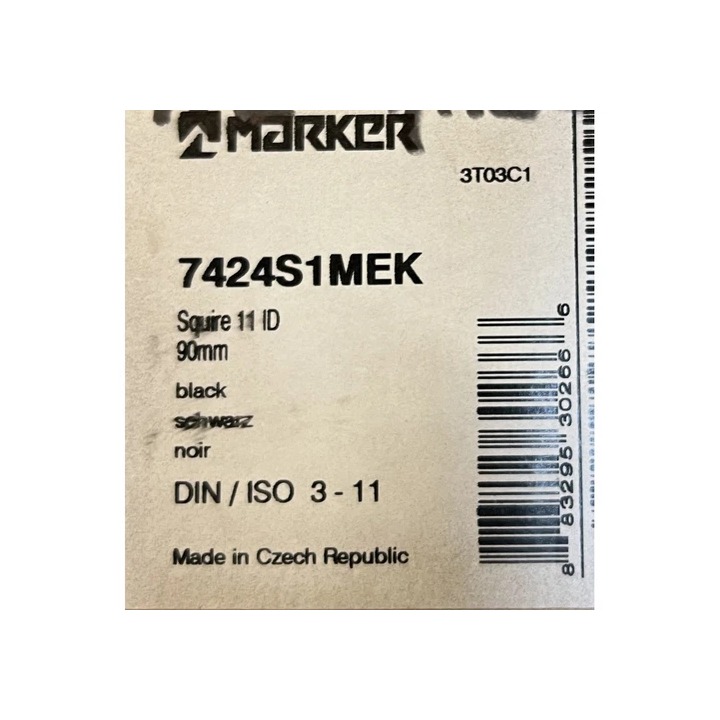 MARKER
3T03C1
7424S1MEK
Squire 11 ID
90mm
black
schwarz
noir
DIN / ISO 3 - 11
Made in Czech Republic
8 83295 30266 6